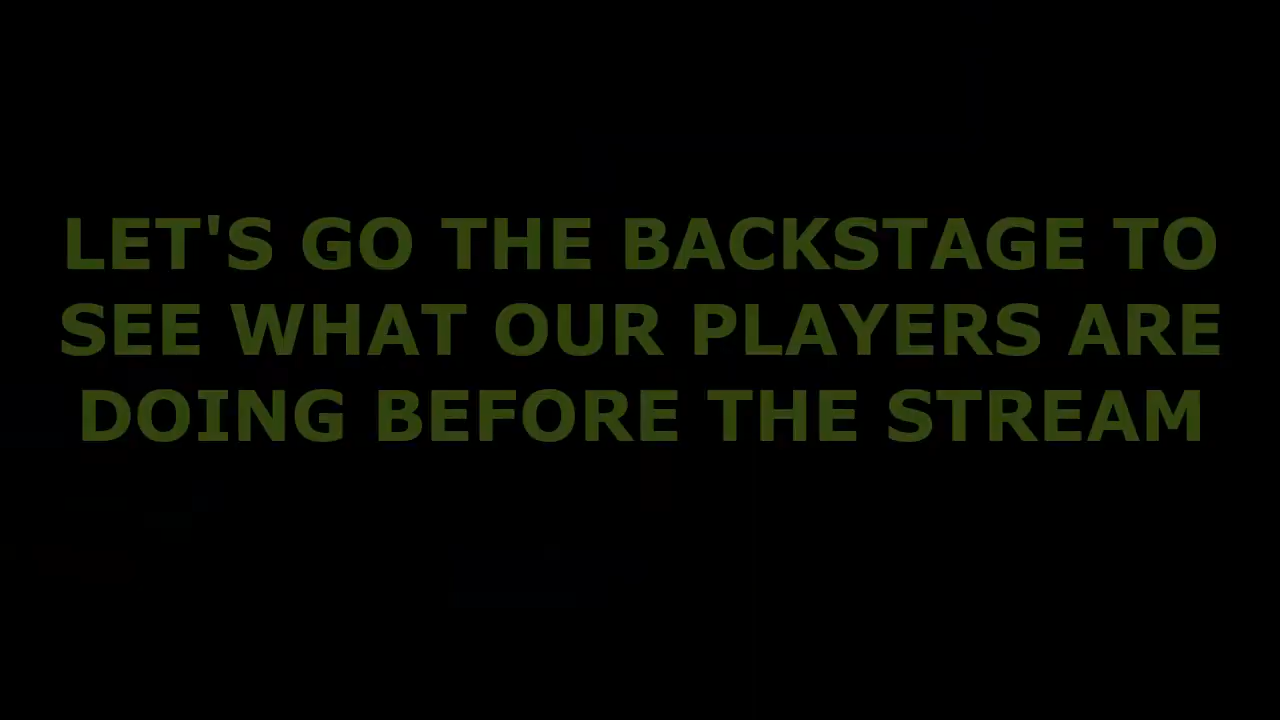 LET'S GO THE BACKSTAGE TO
SEE WHAT OUR PLAYERS ARE
DOING BEFORE THE STREAM